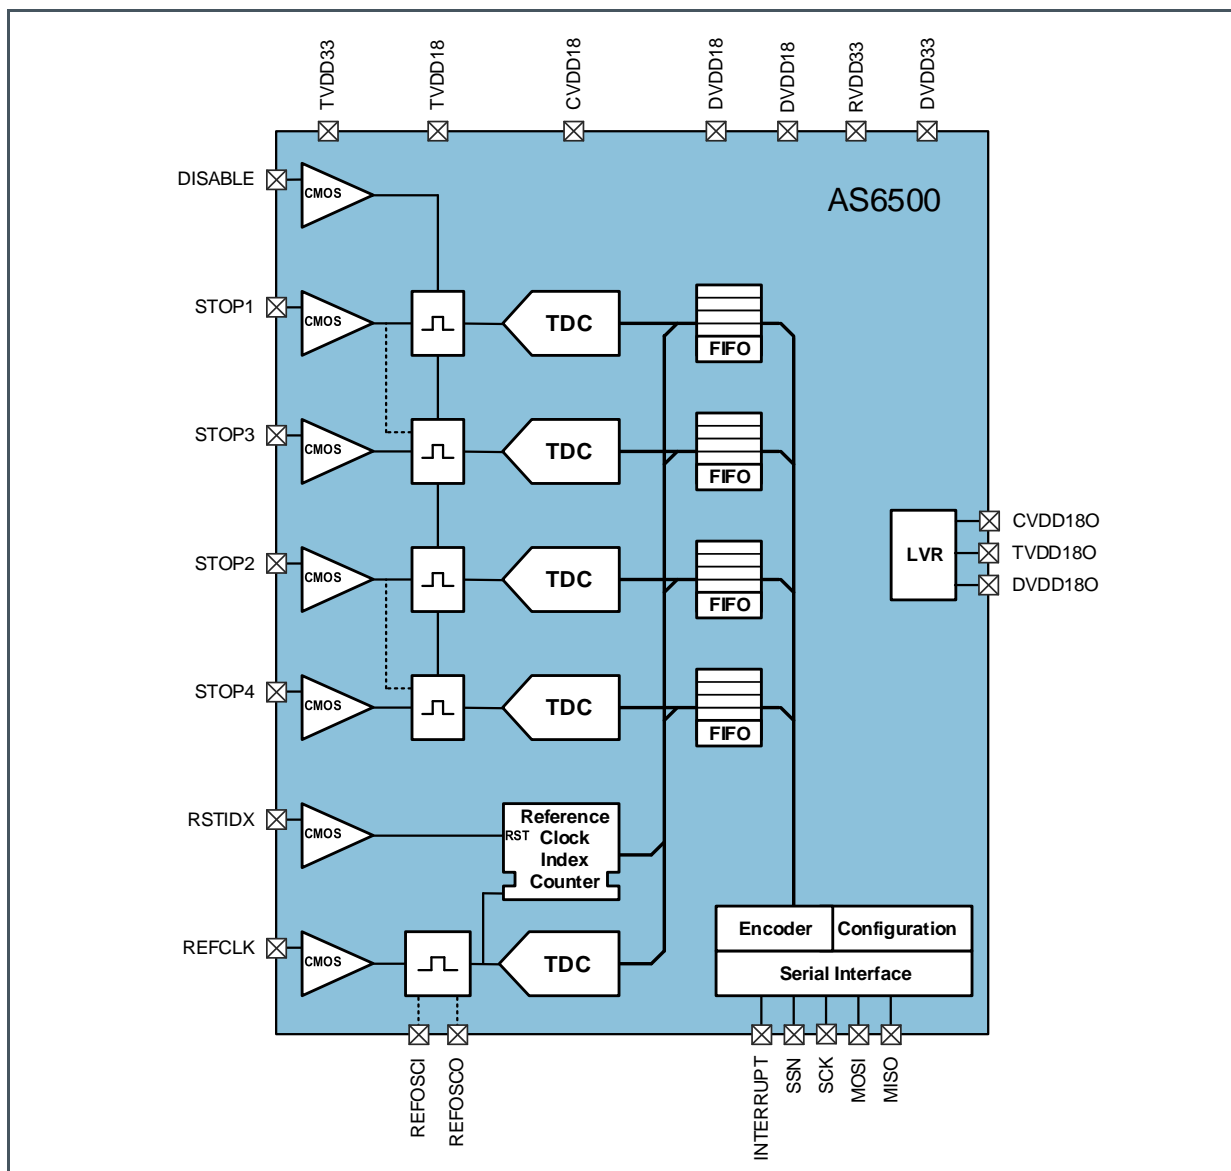 TVDD33
TVDD18
CVDD18
DVDD18
DVDD18
RVDD33
DVDD33
DISABLE
CMOS
AS6500
STOP1
CMOS
TDC
FIFO
STOP3
CMOS
TDC
FIFO
STOP2
CMOS
TDC
FIFO
LVR
CVDD18O
TVDD18O
DVDD18O
STOP4
CMOS
TDC
FIFO
RSTIDX
CMOS
RST
Reference
Clock
Index
Counter
REFCLK
CMOS
TDC
Encoder
Configuration
Serial Interface
REFOSCI
REFOSCO
INTERRUPT
SSN
SCK
MOSI
MISO